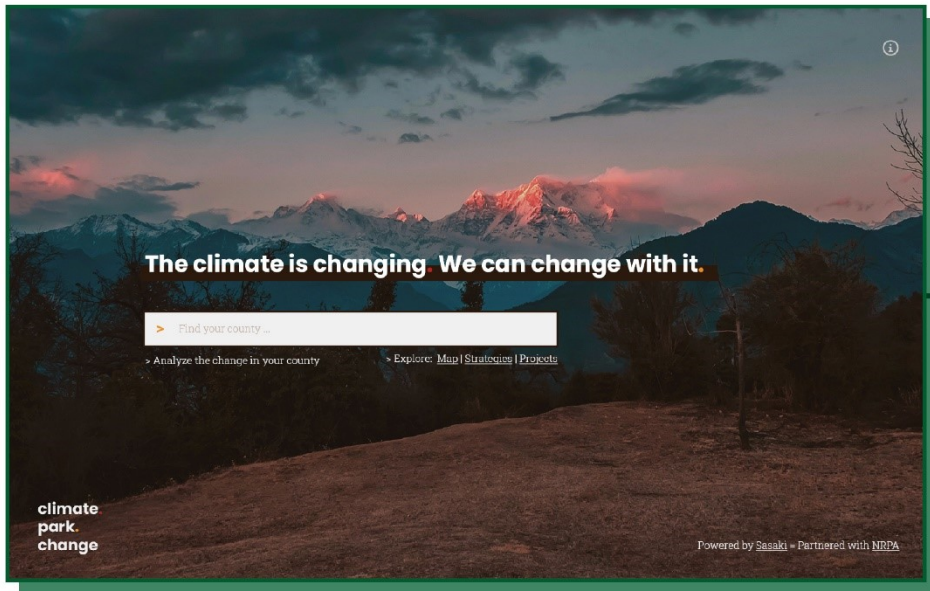 The climate is changing. We can change with it.
> Find your county ...
> Analyze the change in your county
> Explore: Map | Strategies | Projects
climate.
park.
change
Powered by Sasaki + Partnered with NRPA